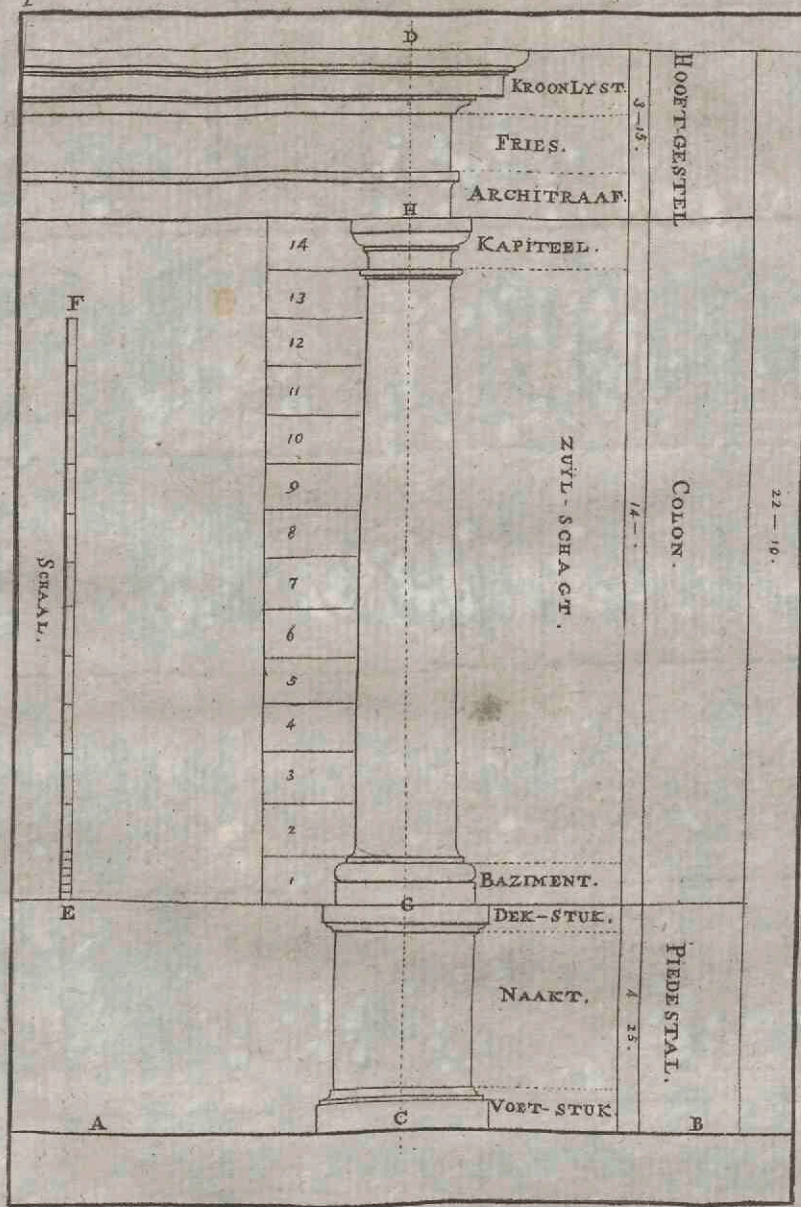 D
KROONLYST.
3—15.
HOOFT-GESTEL
FRIES.
ARCHITRAAF.
H
14
KAPITEEL.
F
13
12
11
10
9
8
7
6
5
4
3
2
1
SCHAAL.
ZUŸL-SCHAGT.
14—.
COLON.
22—10.
BAZIMENT.
E
G
DEK-STUK.
NAAKT.
4 25.
PIEDESTAL.
VOET-STUK.
A
C
B